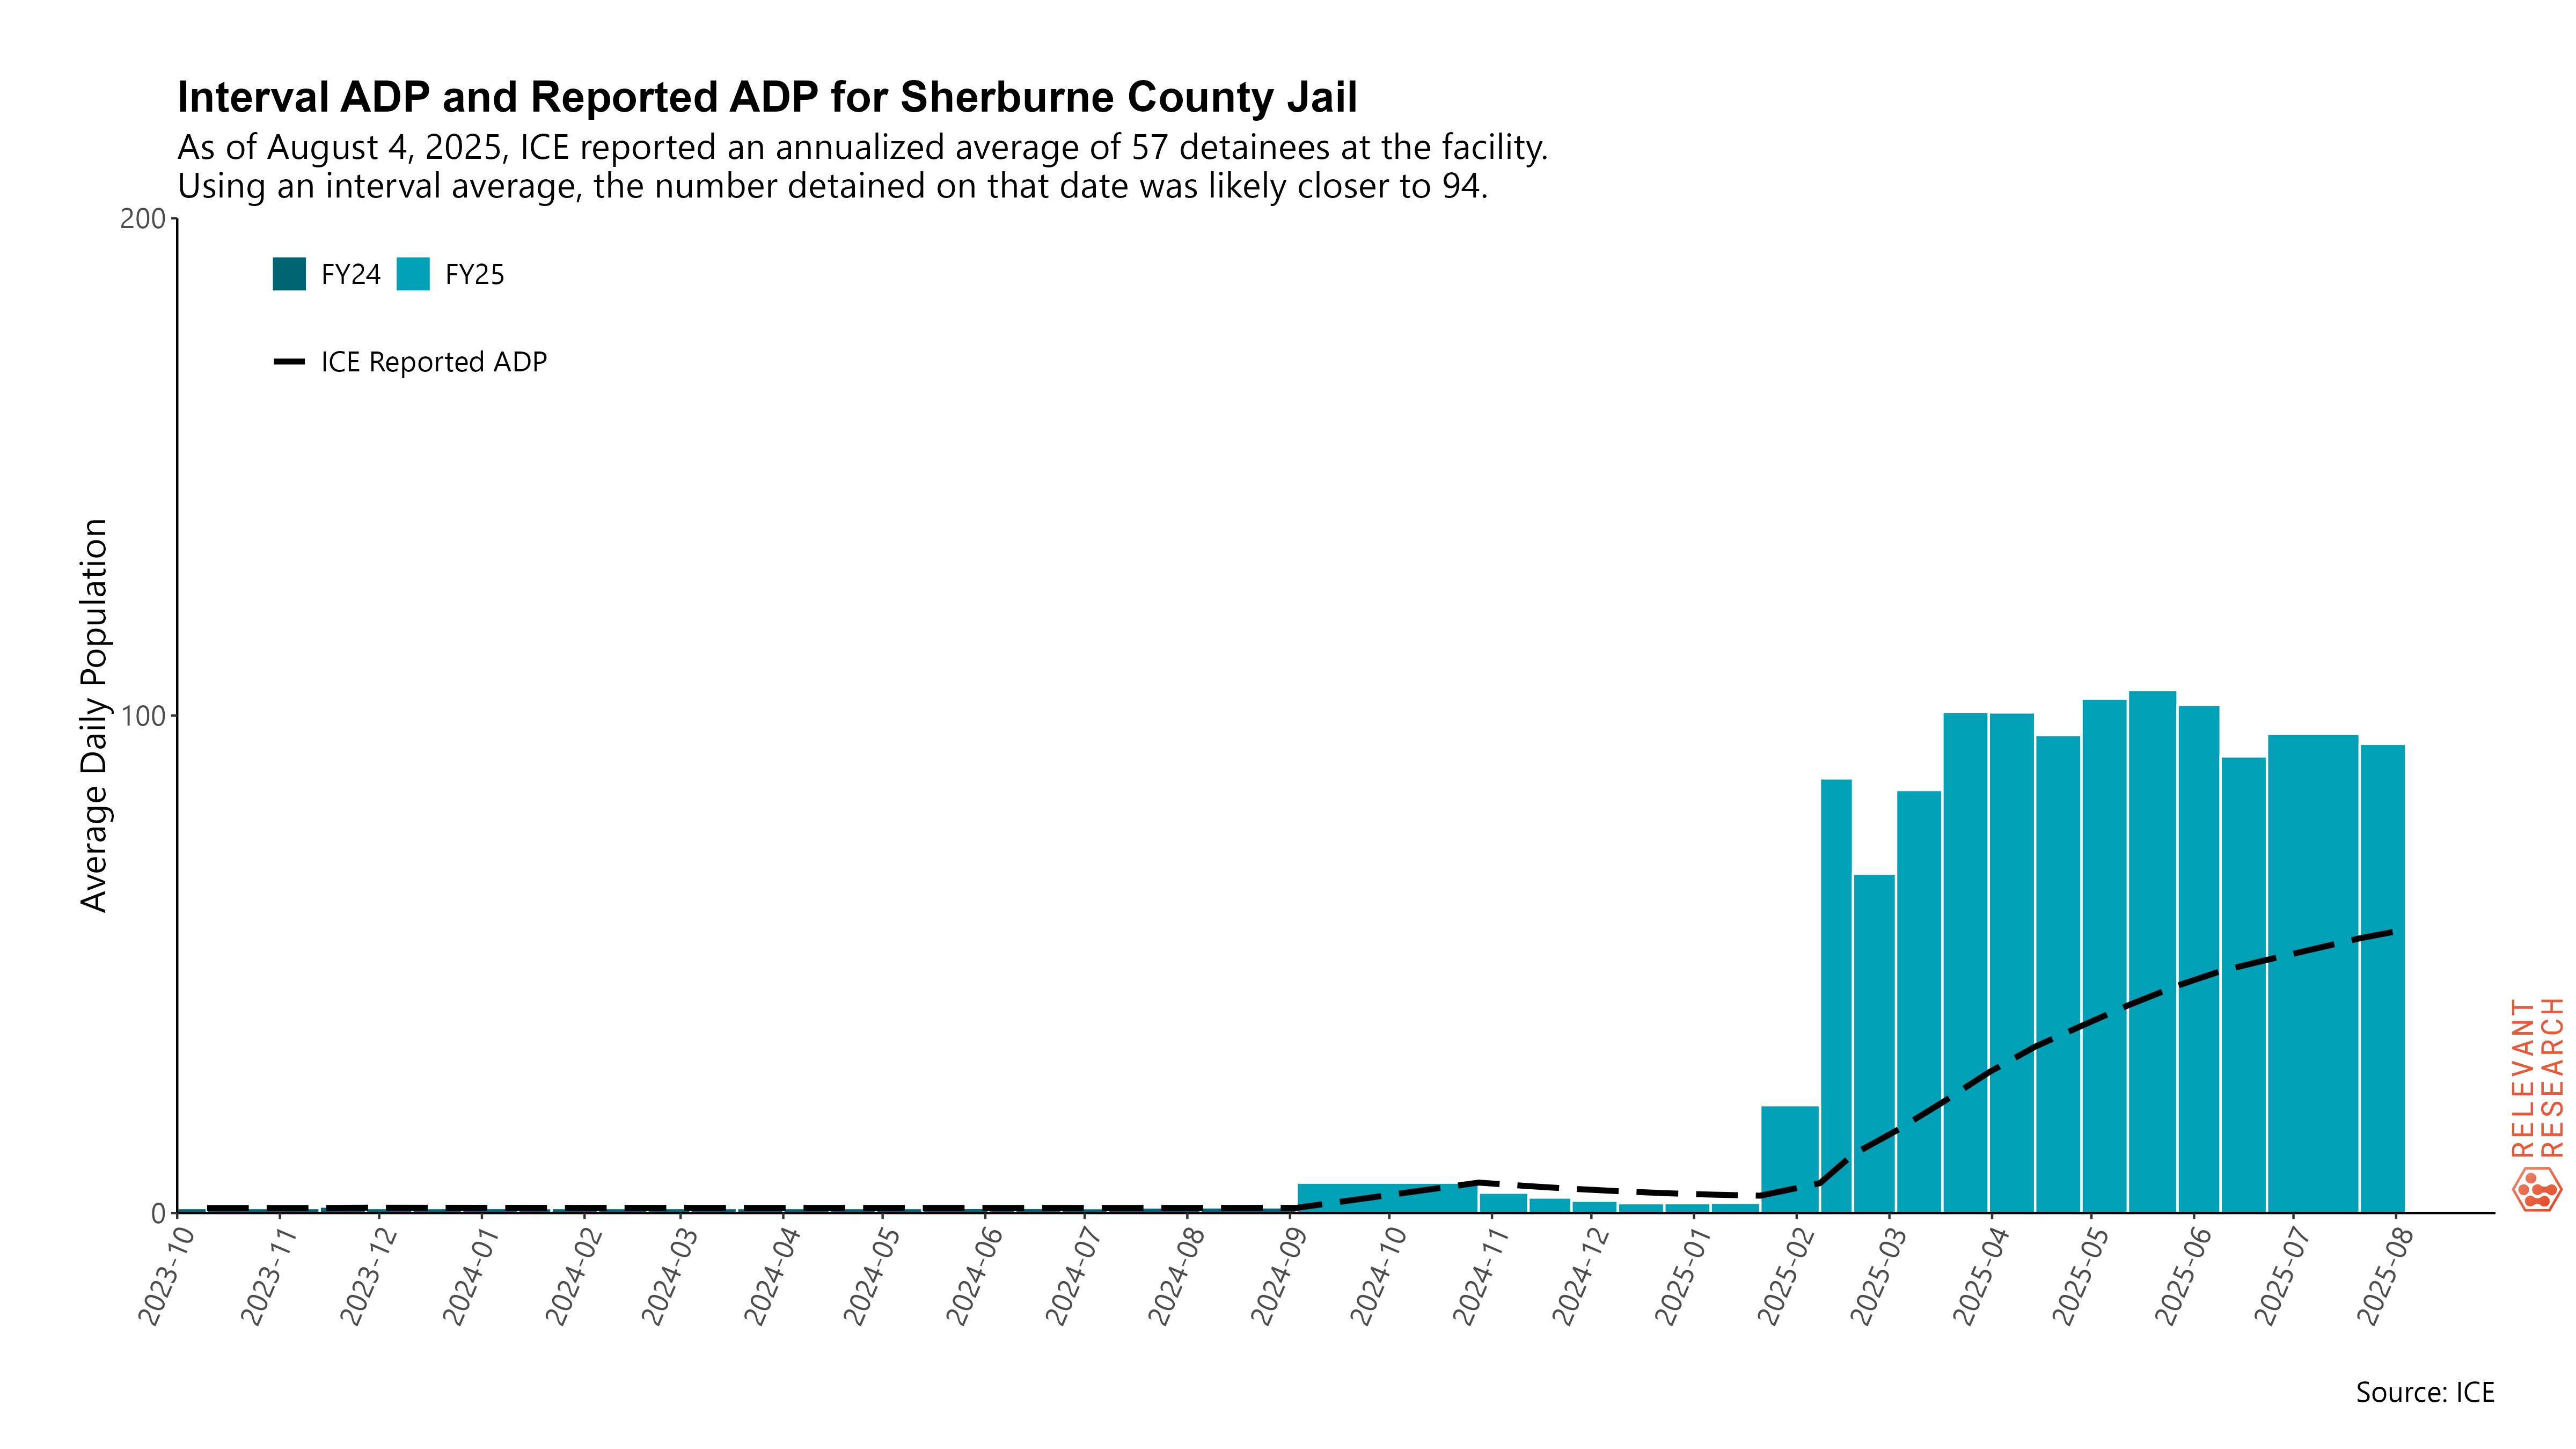 Interval ADP and Reported ADP for Sherburne County Jail
As of August 4, 2025, ICE reported an annualized average of 57 detainees at the facility.
Using an interval average, the number detained on that date was likely closer to 94.
200
FY24 FY25
ICE Reported ADP
Average Daily Population
100
0
2023-10
2023-11
2023-12
2024-01
2024-02
2024-03
2024-04
2024-05
2024-06
2024-07
2024-08
2024-09
2024-10
2024-11
2024-12
2025-01
2025-02
2025-03
2025-04
2025-05
2025-06
2025-07
2025-08
RELEVANT
RESEARCH
Source: ICE